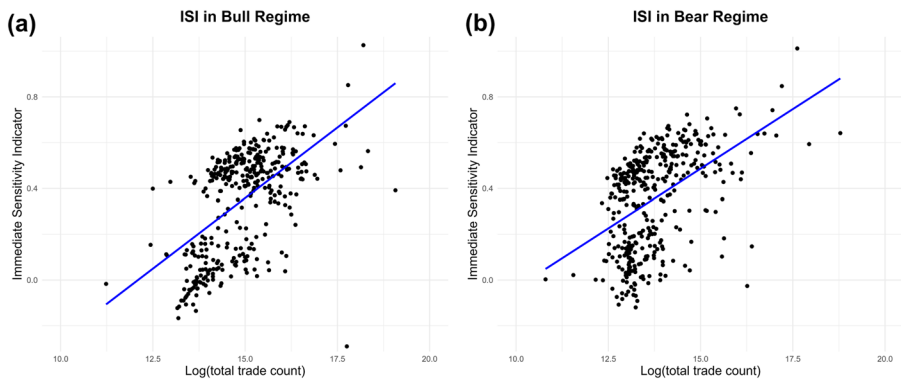 (a)
ISI in Bull Regime
Immediate Sensitivity Indicator
0.8
0.4
0.0
10.0 12.5 15.0 17.5 20.0
Log(total trade count)
(b)
ISI in Bear Regime
Immediate Sensitivity Indicator
0.8
0.4
0.0
10.0 12.5 15.0 17.5 20.0
Log(total trade count)